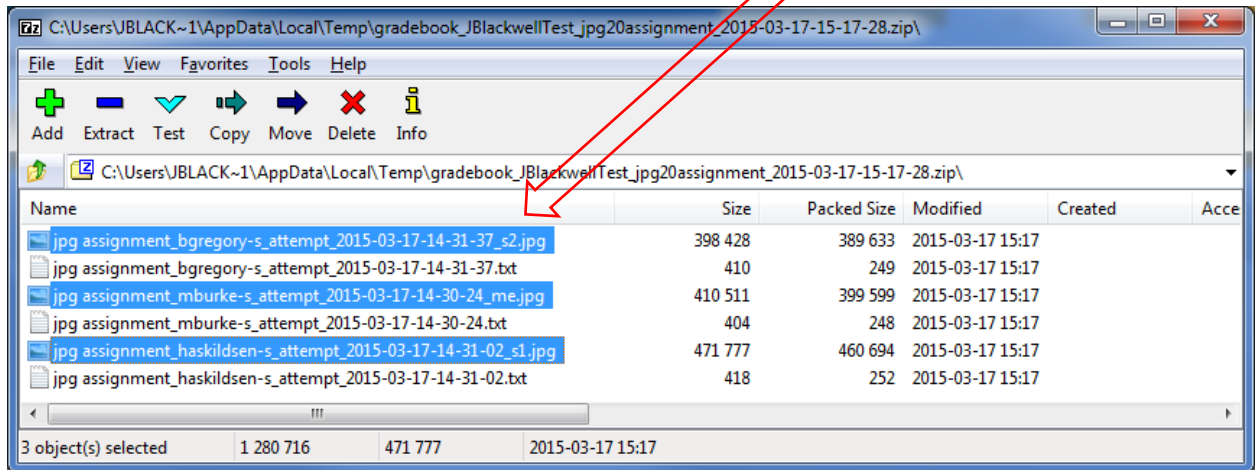 7z C:\Users\JBLACK~1\AppData\Local\Temp\gradebook_JBlackwellTest_jpg20assignment_2015-03-17-15-17-28.zip\
File Edit View Favorites Tools Help
Add Extract Test Copy Move Delete Info
C:\Users\JBLACK~1\AppData\Local\Temp\gradebook_JBlackwellTest_jpg20assignment_2015-03-17-15-17-28.zip\
Name Size Packed Size Modified Created Acce
jpg assignment_bgregory-s_attempt_2015-03-17-14-31-37_s2.jpg 398 428 389 633 2015-03-17 15:17
jpg assignment_bgregory-s_attempt_2015-03-17-14-31-37.txt 410 249 2015-03-17 15:17
jpg assignment_mburke-s_attempt_2015-03-17-14-30-24_me.jpg 410 511 399 599 2015-03-17 15:17
jpg assignment_mburke-s_attempt_2015-03-17-14-30-24.txt 404 248 2015-03-17 15:17
jpg assignment_haskildsen-s_attempt_2015-03-17-14-31-02_s1.jpg 471 777 460 694 2015-03-17 15:17
jpg assignment_haskildsen-s_attempt_2015-03-17-14-31-02.txt 418 252 2015-03-17 15:17
3 object(s) selected 1 280 716 471 777 2015-03-17 15:17